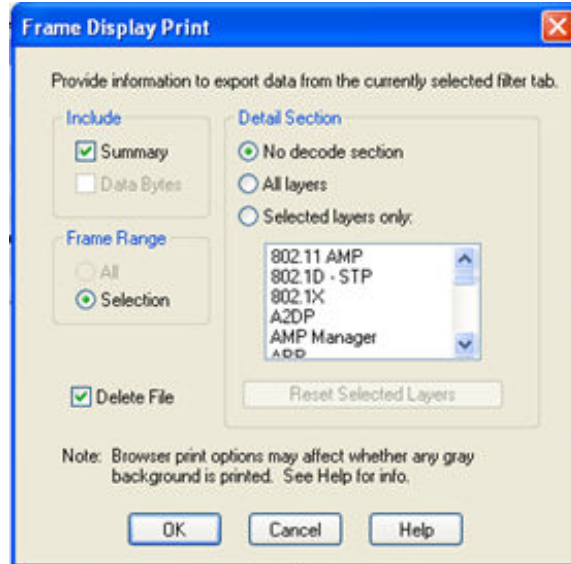 Frame Display Print
Provide information to export data from the currently selected filter tab.
Include
Summary
Data Bytes
Frame Range
All
Selection
Delete File
Detail Section
No decode section
All layers
Selected layers only:
802.11 AMP
802.1D - STP
802.1X
A2DP
AMP Manager
Reset Selected Layers
Note: Browser print options may affect whether any gray
background is printed. See Help for info.
OK
Cancel
Help